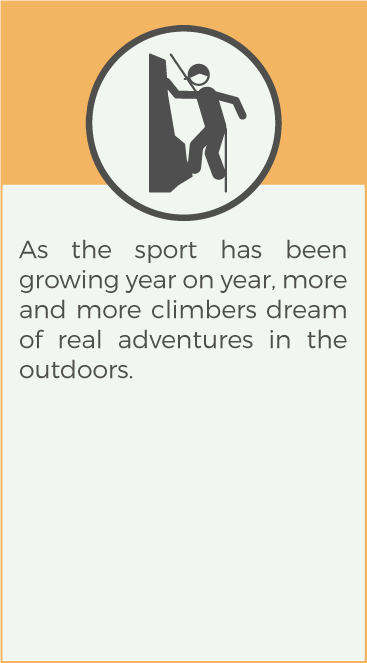 As the sport has been
growing year on year, more
and more climbers dream
of real adventures in the
outdoors.